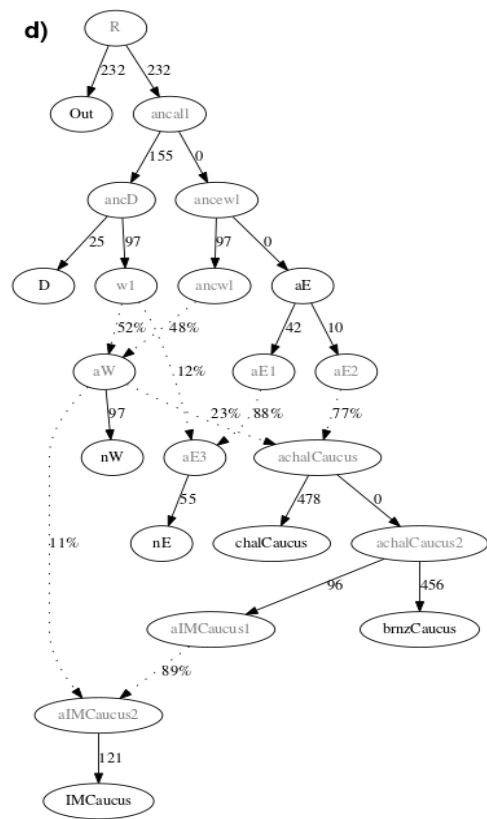 d)
R
232 232
Out ancall
155 0
ancD ancewl
25 97 97 0
D w1 ancwl aE
52% 48% 42 10
aW 12% aE1 aE2
97 23% 88% 77%
nW aE3 achalCaucus
55 478 0
11% nE chalCaucus achalCaucus2
96 456
aIMCaucus1 brnzCaucus
89%
aIMCaucus2
121
IMCaucus